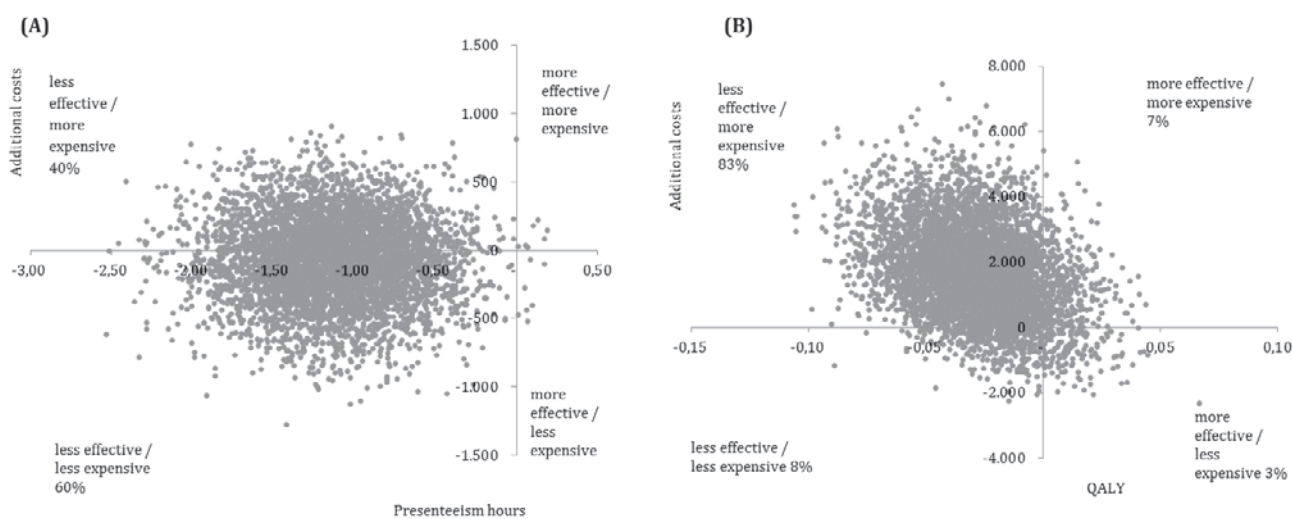 (A)
Additional costs
less
effective /
more
expensive
40%
1.500
1.000
500
0
-500
-1.000
-1.500
more
effective /
more
expensive
-3,00
-2,50
-2,00
-1,50
-1,00
-0,50
0,50
more
effective /
less
expensive
less effective /
less expensive
60%
Presenteeism hours
(B)
Additional costs
less
effective /
more
expensive
83%
8.000
6.000
4.000
2.000
0
-2.000
-4.000
more effective /
more expensive
7%
-0,15
-0,10
-0,05
-
0,05
0,10
less effective /
less expensive 8%
more
effective /
less
expensive 3%
QALY